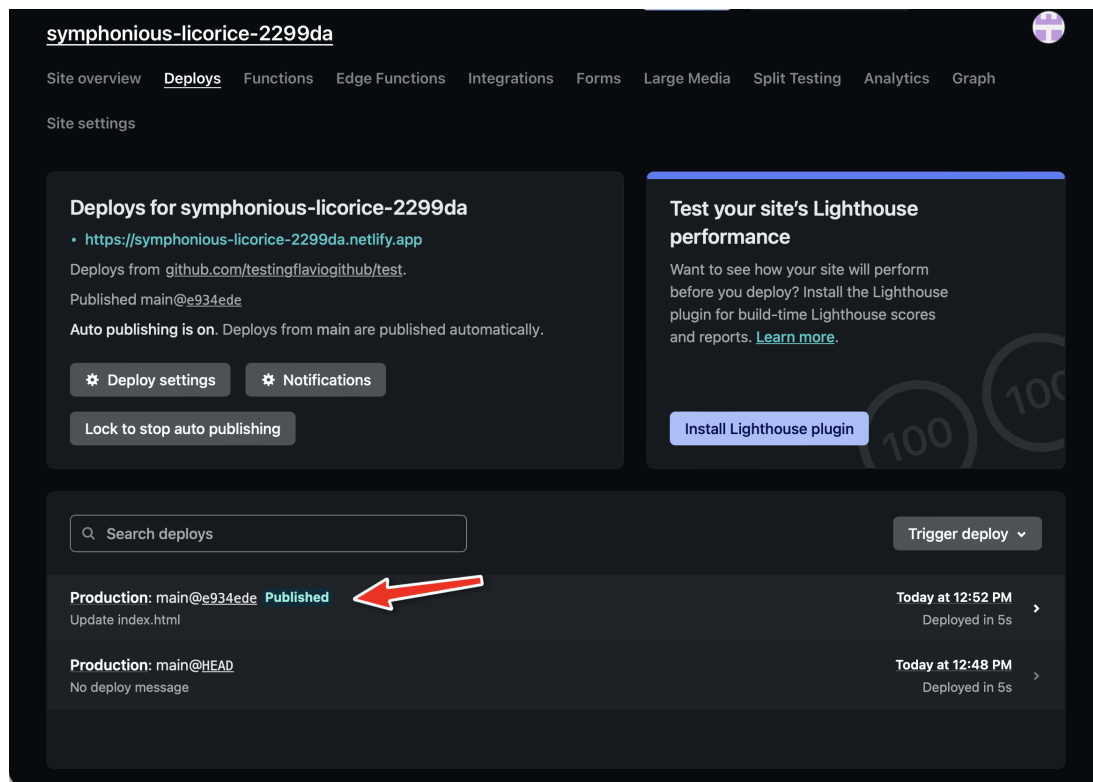 symphonious-licorice-2299da
Site overview Deploys Functions Edge Functions Integrations Forms Large Media Split Testing Analytics Graph
Site settings
Deploys for symphonious-licorice-2299da
• https://symphonious-licorice-2299da.netlify.app
Deploys from github.com/testingflaviogithub/test.
Published main@e934ede
Auto publishing is on. Deploys from main are published automatically.
Deploy settings Notifications
Lock to stop auto publishing
Test your site’s Lighthouse
performance
Want to see how your site will perform
before you deploy? Install the Lighthouse
plugin for build-time Lighthouse scores
and reports. Learn more.
100
100
Install Lighthouse plugin
Search deploys
Trigger deploy
Production: main@e934ede Published
Today at 12:52 PM
Update index.html
Deployed in 5s
Production: main@HEAD
Today at 12:48 PM
No deploy message
Deployed in 5s